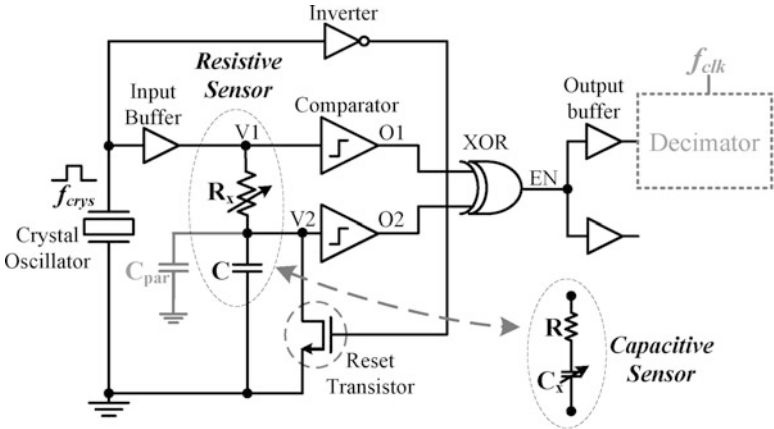 Inverter
Resistive
Sensor
Input
Buffer
Comparator
Output
buffer
f_clk
V1
O1
XOR
Decimator
f_crys
R_x
EN
V2
O2
Crystal
Oscillator
C_par
C
R
Capacitive
Sensor
C_x
Reset
Transistor